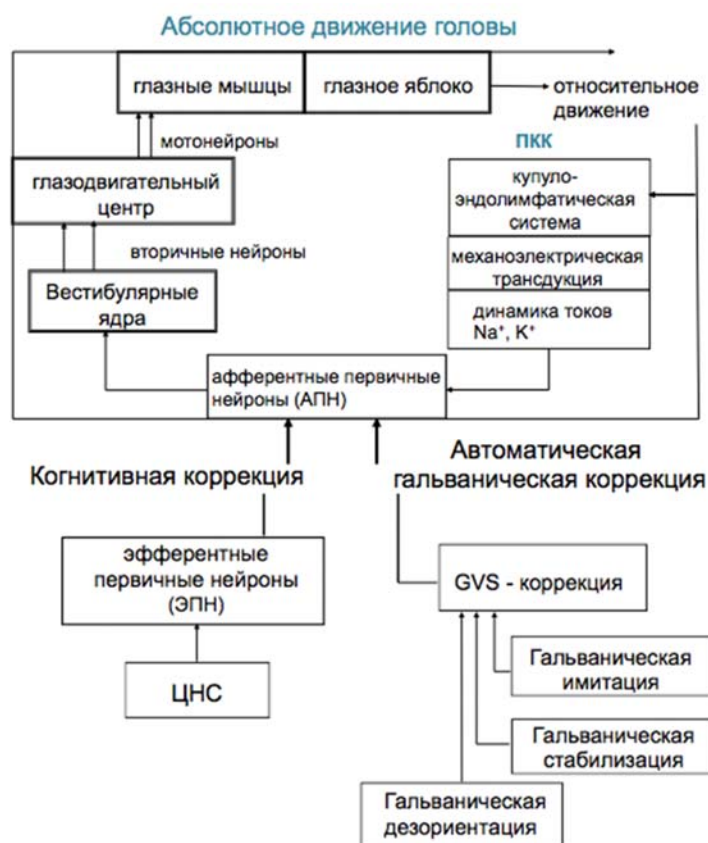 Абсолютное движение головы
глазные мышцы
глазное яблоко
относительное
движение
мотонейроны
ПКК
глазодвигательный
центр
купуло-
эндолимфатическая
система
механоэлектрическая
трансдукция
вторичные нейроны
Вестибулярные
ядра
динамика токов
Na⁺, K⁺
афферентные первичные
нейроны (АПН)
Когнитивная коррекция
Автоматическая
гальваническая коррекция
эфферентные
первичные нейроны
(ЭПН)
GVS - коррекция
ЦНС
Гальваническая
имитация
Гальваническая
стабилизация
Гальваническая
дезориентация